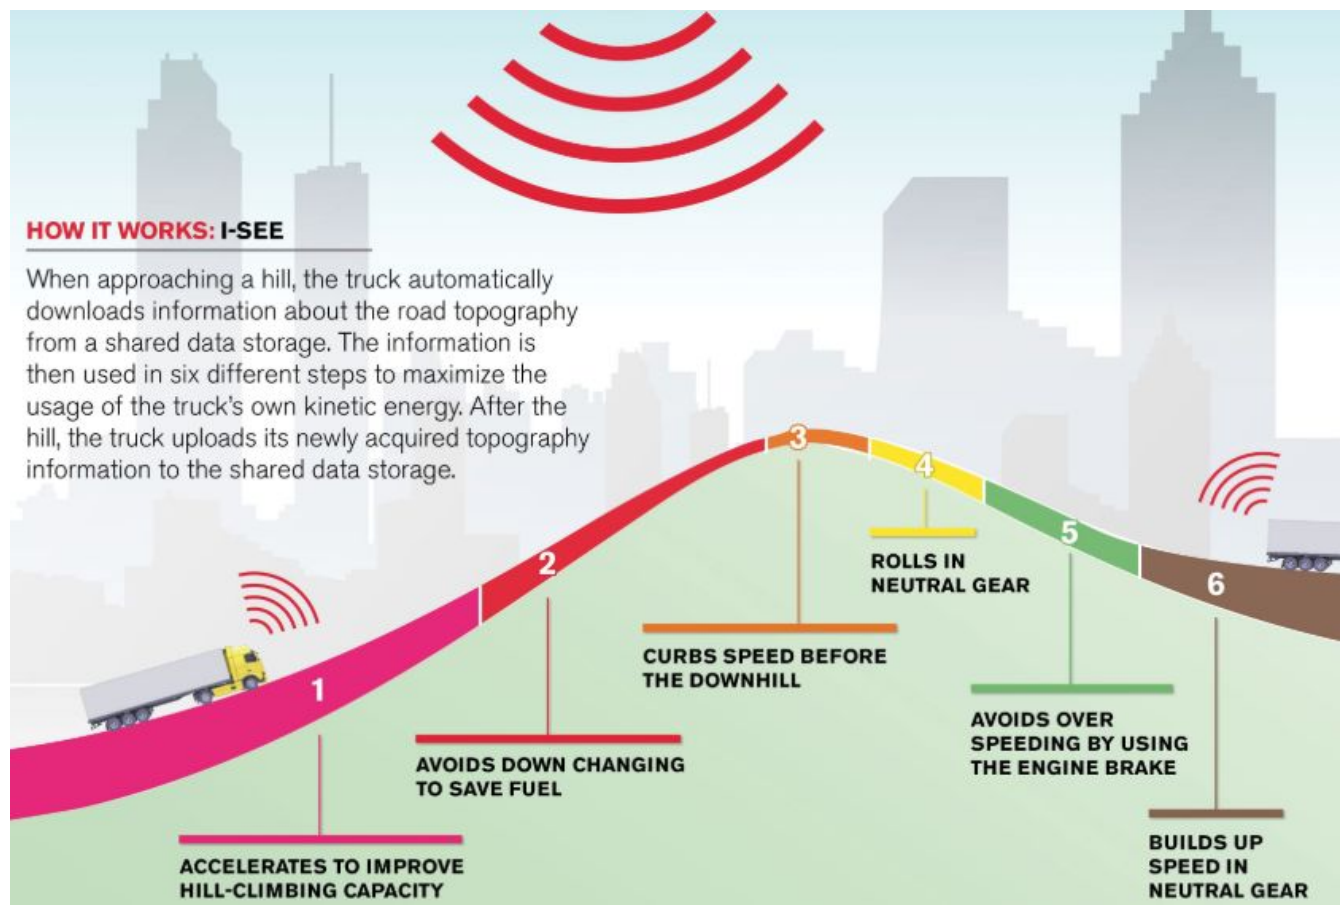 HOW IT WORKS: I-SEE
When approaching a hill, the truck automatically
downloads information about the road topography
from a shared data storage. The information is
then used in six different steps to maximize the
usage of the truck's own kinetic energy. After the
hill, the truck uploads its newly acquired topography
information to the shared data storage.
1
ACCELERATES TO IMPROVE
HILL-CLIMBING CAPACITY
2
AVOIDS DOWN CHANGING
TO SAVE FUEL
3
CURBS SPEED BEFORE
THE DOWNHILL
4
ROLLS IN
NEUTRAL GEAR
5
AVOIDS OVER
SPEEDING BY USING
THE ENGINE BRAKE
6
BUILDS UP
SPEED IN
NEUTRAL GEAR